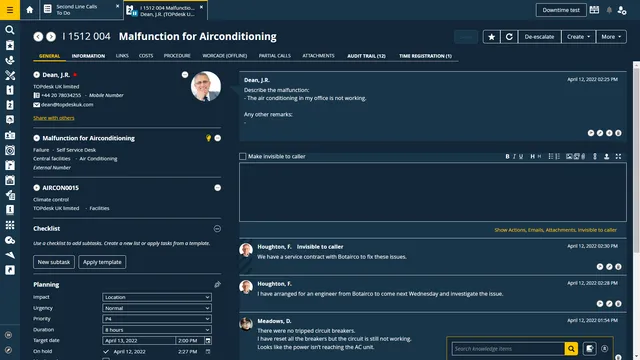 Second Line Calls
To Do
I 1512 004 Malfunctio...
Dean, J.R. (TOPdesk U...
Downtime test
I 1512 004 Malfunction for Airconditioning
De-escalate
Create
More
GENERAL
INFORMATION
LINKS
COSTS
PROCEDURE
WORCADE (OFFLINE)
PARTIAL CALLS
ATTACHMENTS
AUDIT TRAIL (12)
TIME REGISTRATION (1)
Dean, J.R.
TOPdesk UK limited
+44 20 78034255 - Mobile Number
dean@topdeskuk.com
Share with others
Malfunction for Airconditioning
Failure - Self Service Desk
Central facilities - Air Conditioning
External Number
AIRCON0015
Climate control
TOPdesk UK limited - Facilities
Checklist
Use the checklist to add subtasks. Create a new list or apply tasks from a template.
New subtask
Apply template
Planning
Impact
Location
Urgency
Normal
Priority
P4
Duration
8 hours
Target date
April 13, 2022
2:00 PM
On hold
April 12, 2022
2:27 PM
Dean, J.R.
April 12, 2022 02:25 PM
Describe the malfunction:
- The air conditioning in my office is not working.
Any other remarks:
-
Make invisible to caller
B I U H H
Show Actions, Emails, Attachments, Invisible to caller
Houghton, F. Invisible to caller
April 12, 2022 02:30 PM
We have a service contract with Botairco to fix these issues.
Houghton, F.
April 12, 2022 02:28 PM
I have arranged for an engineer from Botairco to come next Wednesday and investigate the issue.
Meadows, D.
April 12, 2022 01:54 PM
There were no tripped circuit breakers.
I have reset all the breakers but the circuit is still not working.
Looks like the power isn't reaching the AC unit.
Search knowledge items